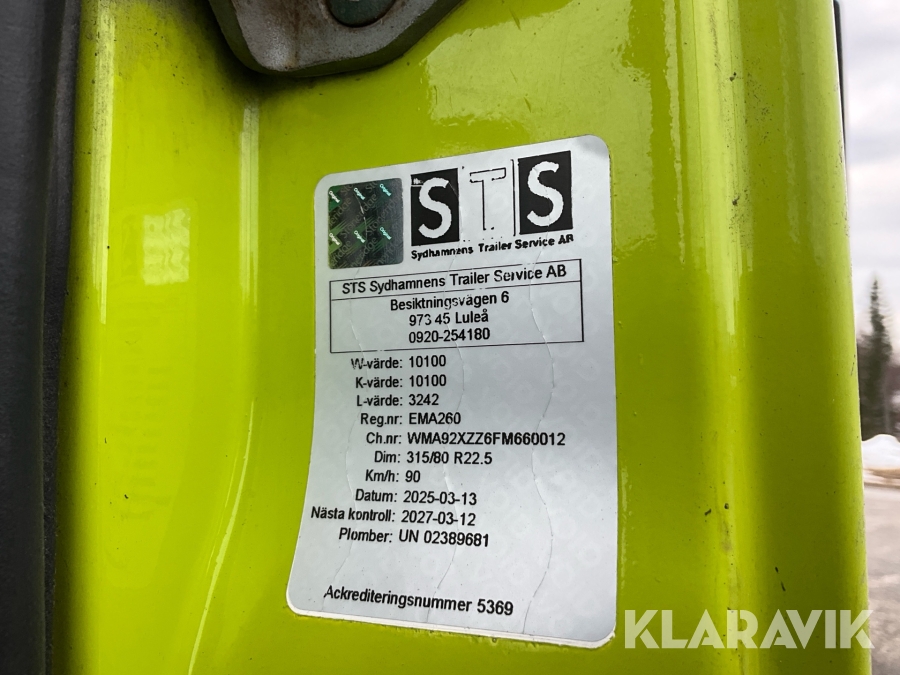 KLARAVIK
STS
Sydhamnens Trailer Service AB
STS Sydhamnens Trailer Service AB
Besiktningsvägen 6
973 45 Luleå
0920-254180
W-värde: 10100
K-värde: 10100
L-värde: 3242
Reg.nr: EMA260
Ch.nr: WMA92XZZ6FM660012
Dim: 315/80 R22.5
Km/h: 90
Datum: 2025-03-13
Nästa kontroll: 2027-03-12
Plomber: UN 02389681
Ackrediteringsnummer 5369
KLARAVIK